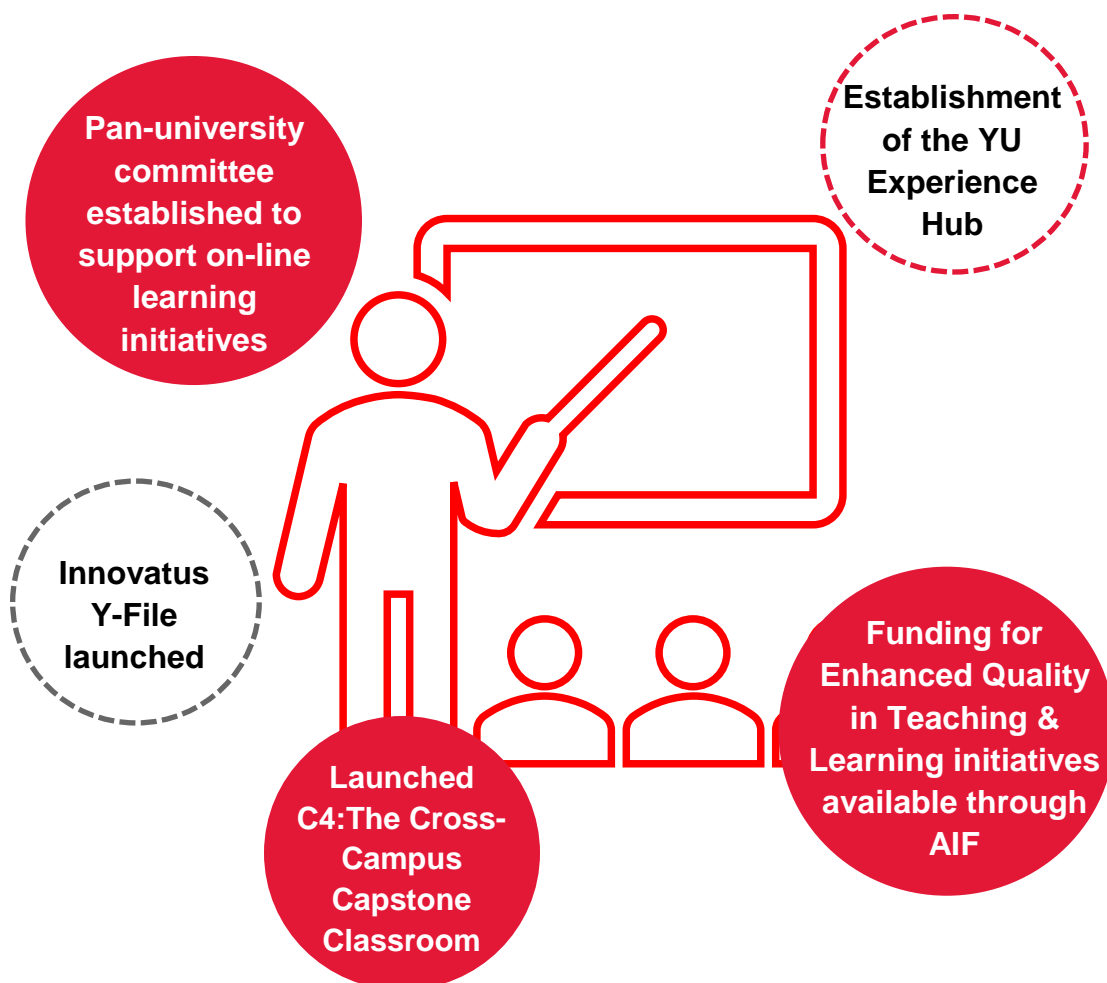 Pan-university
committee
established to
support on-line
learning
initiatives
Establishment
of the YU
Experience
Hub
Innovatus
Y-File
launched
Funding for
Enhanced Quality
in Teaching &
Learning initiatives
available through
AIF
Launched
C4:The Cross-
Campus
Capstone
Classroom